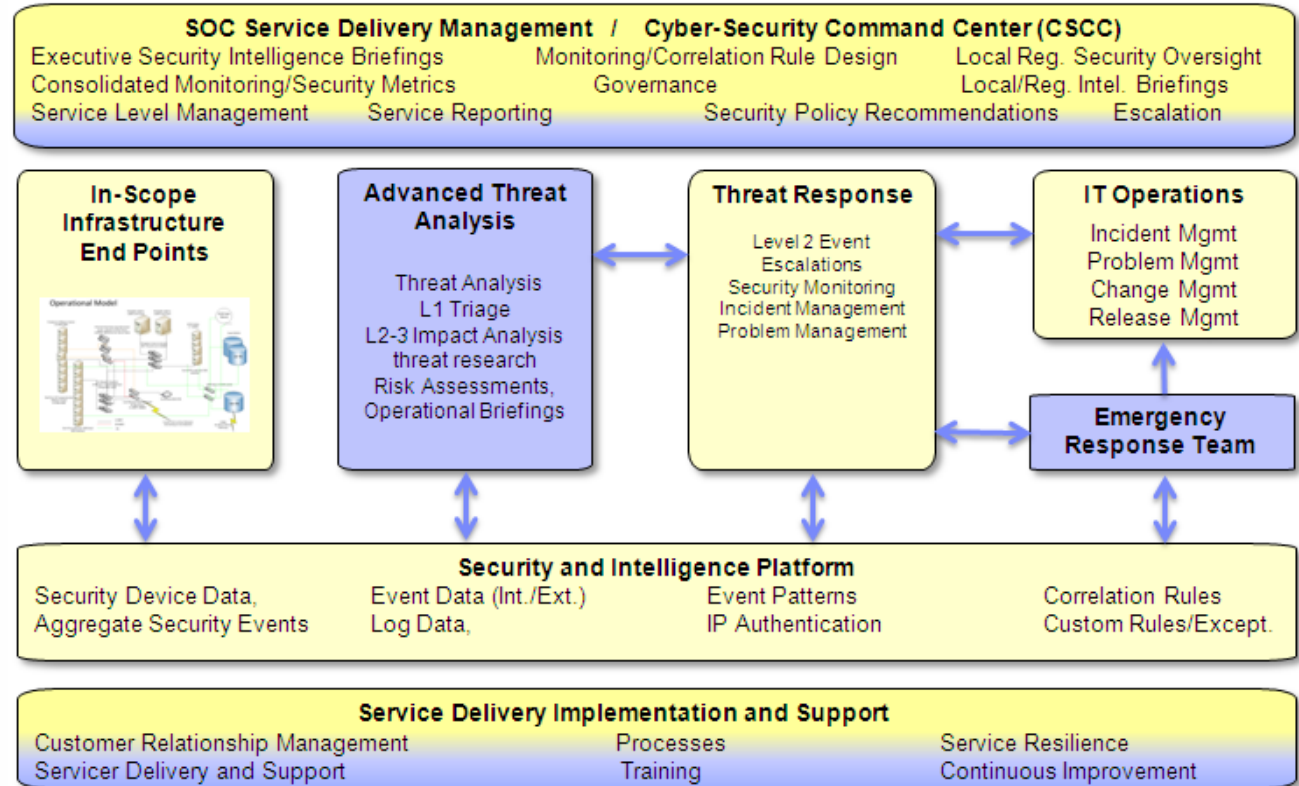 SOC Service Delivery Management / Cyber-Security Command Center (CSCC)
Executive Security Intelligence Briefings Monitoring/Correlation Rule Design Local Reg. Security Oversight
Consolidated Monitoring/Security Metrics Governance Local/Reg. Intel. Briefings
Service Level Management Service Reporting Security Policy Recommendations Escalation
In-Scope
Infrastructure
End Points
Operational Model
Advanced Threat
Analysis
Threat Analysis
L1 Triage
L2-3 Impact Analysis
threat research
Risk Assessments,
Operational Briefings
Threat Response
Level 2 Event
Escalations
Security Monitoring
Incident Management
Problem Management
IT Operations
Incident Mgmt
Problem Mgmt
Change Mgmt
Release Mgmt
Emergency
Response Team
Security and Intelligence Platform
Security Device Data, Event Data (Int./Ext.) Event Patterns Correlation Rules
Aggregate Security Events Log Data, IP Authentication Custom Rules/Except.
Service Delivery Implementation and Support
Customer Relationship Management Processes Service Resilience
Servicer Delivery and Support Training Continuous Improvement